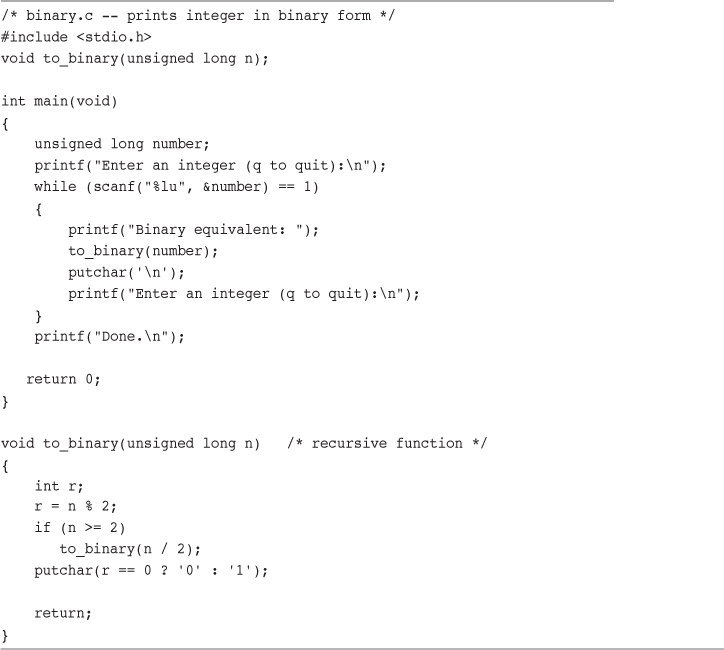 /* binary.c -- prints integer in binary form */
#include <stdio.h>
void to_binary(unsigned long n);

int main(void)
{
    unsigned long number;
    printf("Enter an integer (q to quit):\n");
    while (scanf("%lu", &number) == 1)
    {
        printf("Binary equivalent: ");
        to_binary(number);
        putchar('\n');
        printf("Enter an integer (q to quit):\n");
    }
    printf("Done.\n");

   return 0;
}

void to_binary(unsigned long n)   /* recursive function */
{
    int r;
    r = n % 2;
    if (n >= 2)
       to_binary(n / 2);
    putchar(r == 0 ? '0' : '1');

    return;
}